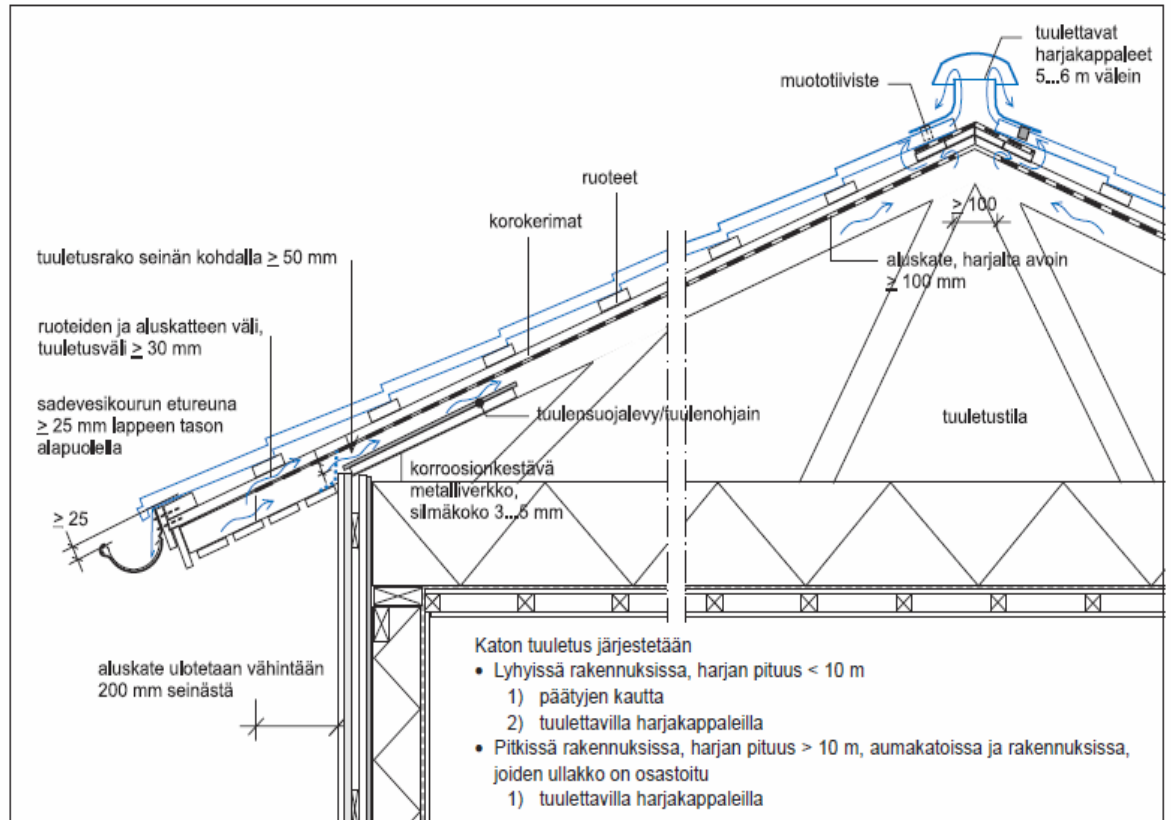 tuulettavat
harjakappaleet
5...6 m välein
muototiiviste
ruoteet
korokerimat
≥ 100
tuuletusrako seinän kohdalla ≥ 50 mm
aluskate, harjalta avoin
≥ 100 mm
ruoteiden ja aluskatteen väli,
tuuletusväli ≥ 30 mm
sadevesikourun etureuna
≥ 25 mm lappeen tason
alapuolella
tuulensuojalevy/tuulenohjain
tuuletustila
korroosionkestävä
metalliverkko,
silmäkoko 3...5 mm
≥ 25
aluskate ulotetaan vähintään
200 mm seinästä
Katon tuuletus järjestetään
• Lyhyissä rakennuksissa, harjan pituus < 10 m
1) päätyjen kautta
2) tuulettavilla harjakappaleilla
• Pitkissä rakennuksissa, harjan pituus > 10 m, aumakatoissa ja rakennuksissa,
joiden ullakko on osastoitu
1) tuulettavilla harjakappaleilla